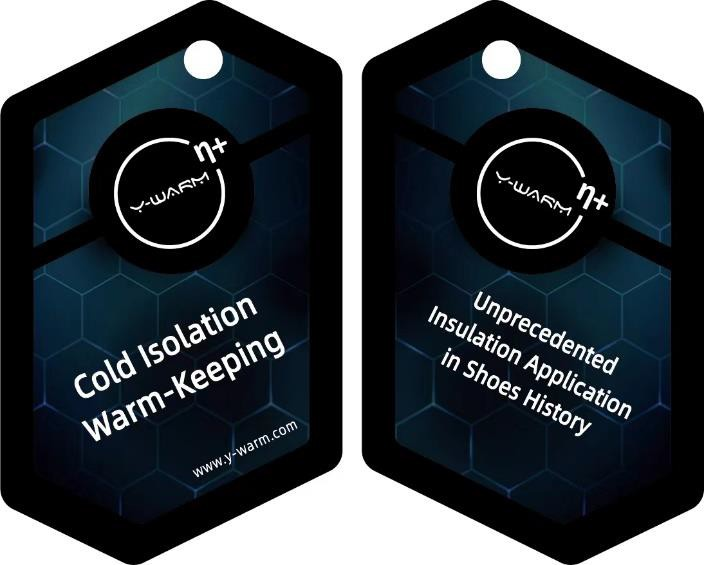 η+
Y-WARM
Cold Isolation
Warm-Keeping
www.y-warm.com
Y-WARM
η+
Unprecedented
Insulation Application
in Shoes History